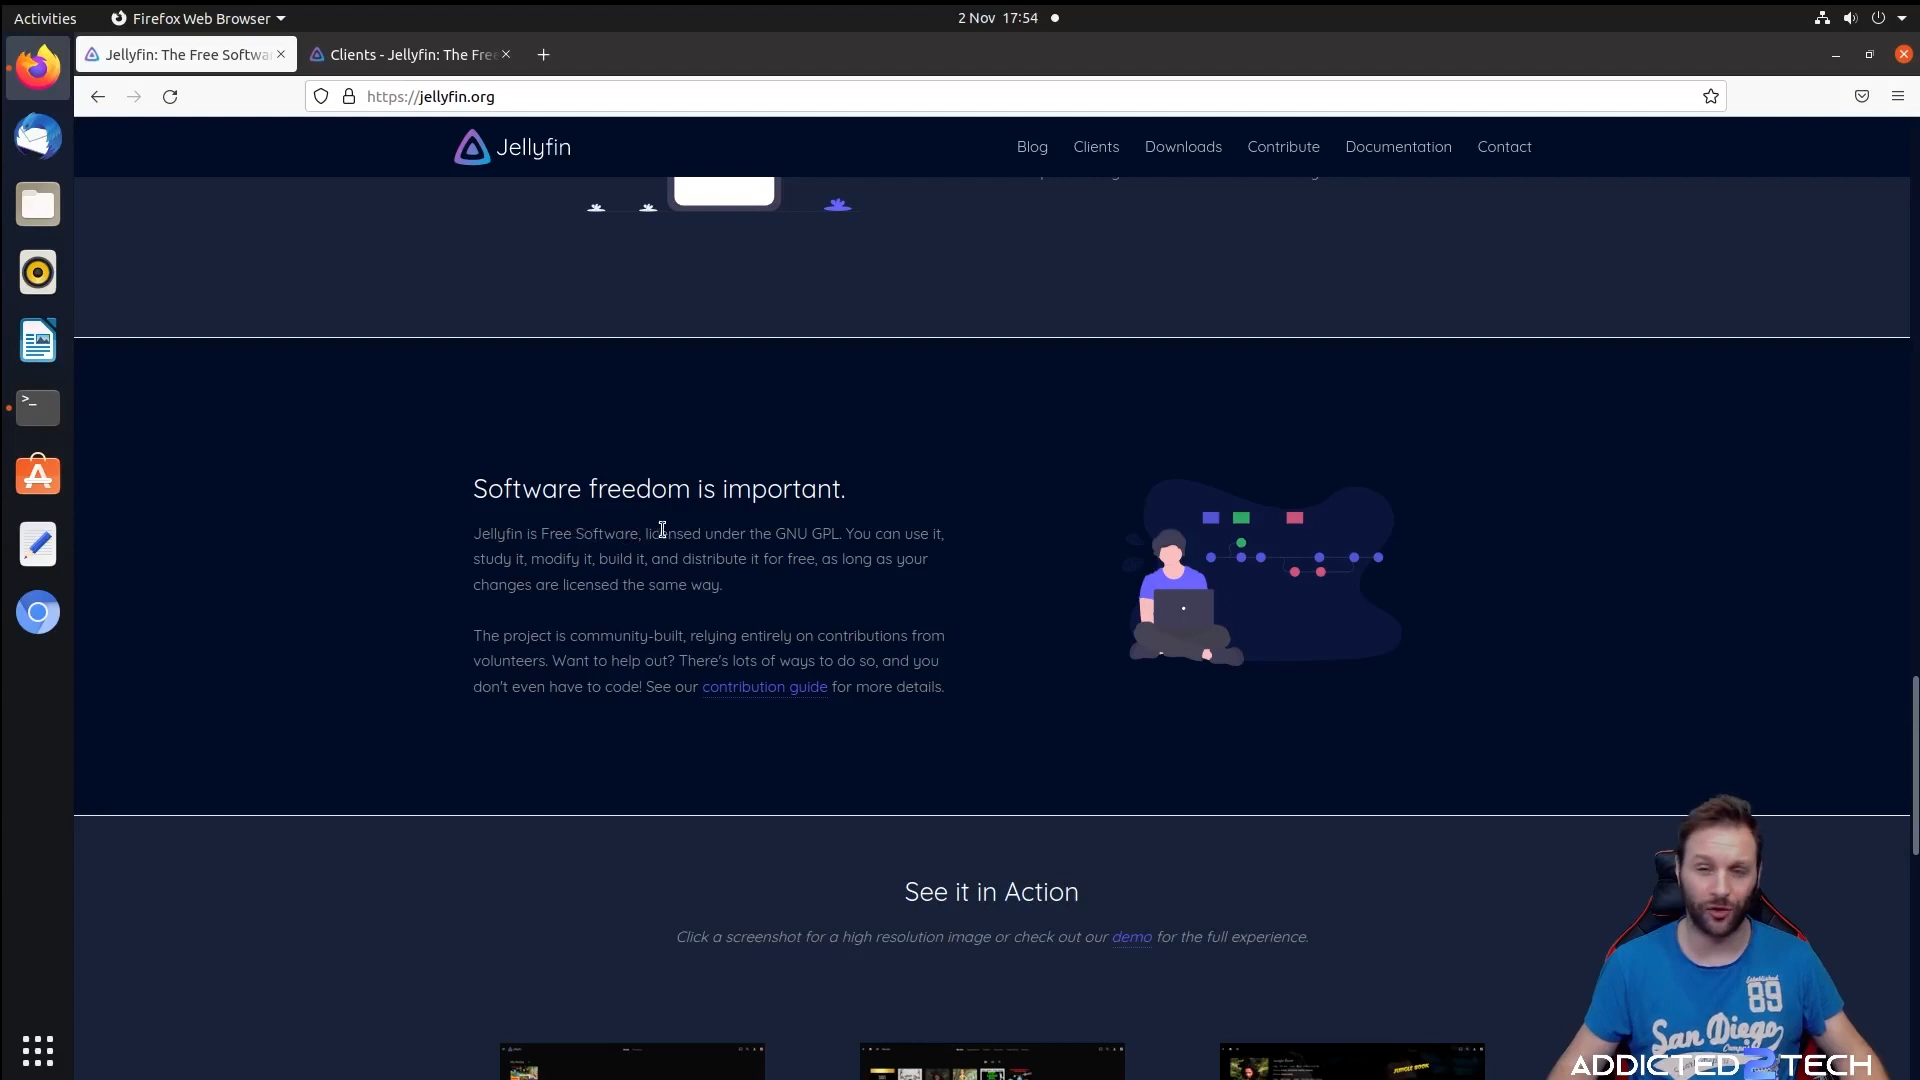 Activities
Firefox Web Browser
2 Nov 17:54
Jellyfin: The Free Softwa
Clients - Jellyfin: The Free
https://jellyfin.org
Jellyfin
Blog
Clients
Downloads
Contribute
Documentation
Contact
Software freedom is important.
Jellyfin is Free Software, licensed under the GNU GPL. You can use it,
study it, modify it, build it, and distribute it for free, as long as your
changes are licensed the same way.
The project is community-built, relying entirely on contributions from
volunteers. Want to help out? There's lots of ways to do so, and you
don't even have to code! See our contribution guide for more details.
See it in Action
Click a screenshot for a high resolution image or check out our demo for the full experience.
JUNGLE BOOK
Established
89
San Diego
ADDICTED2TECH